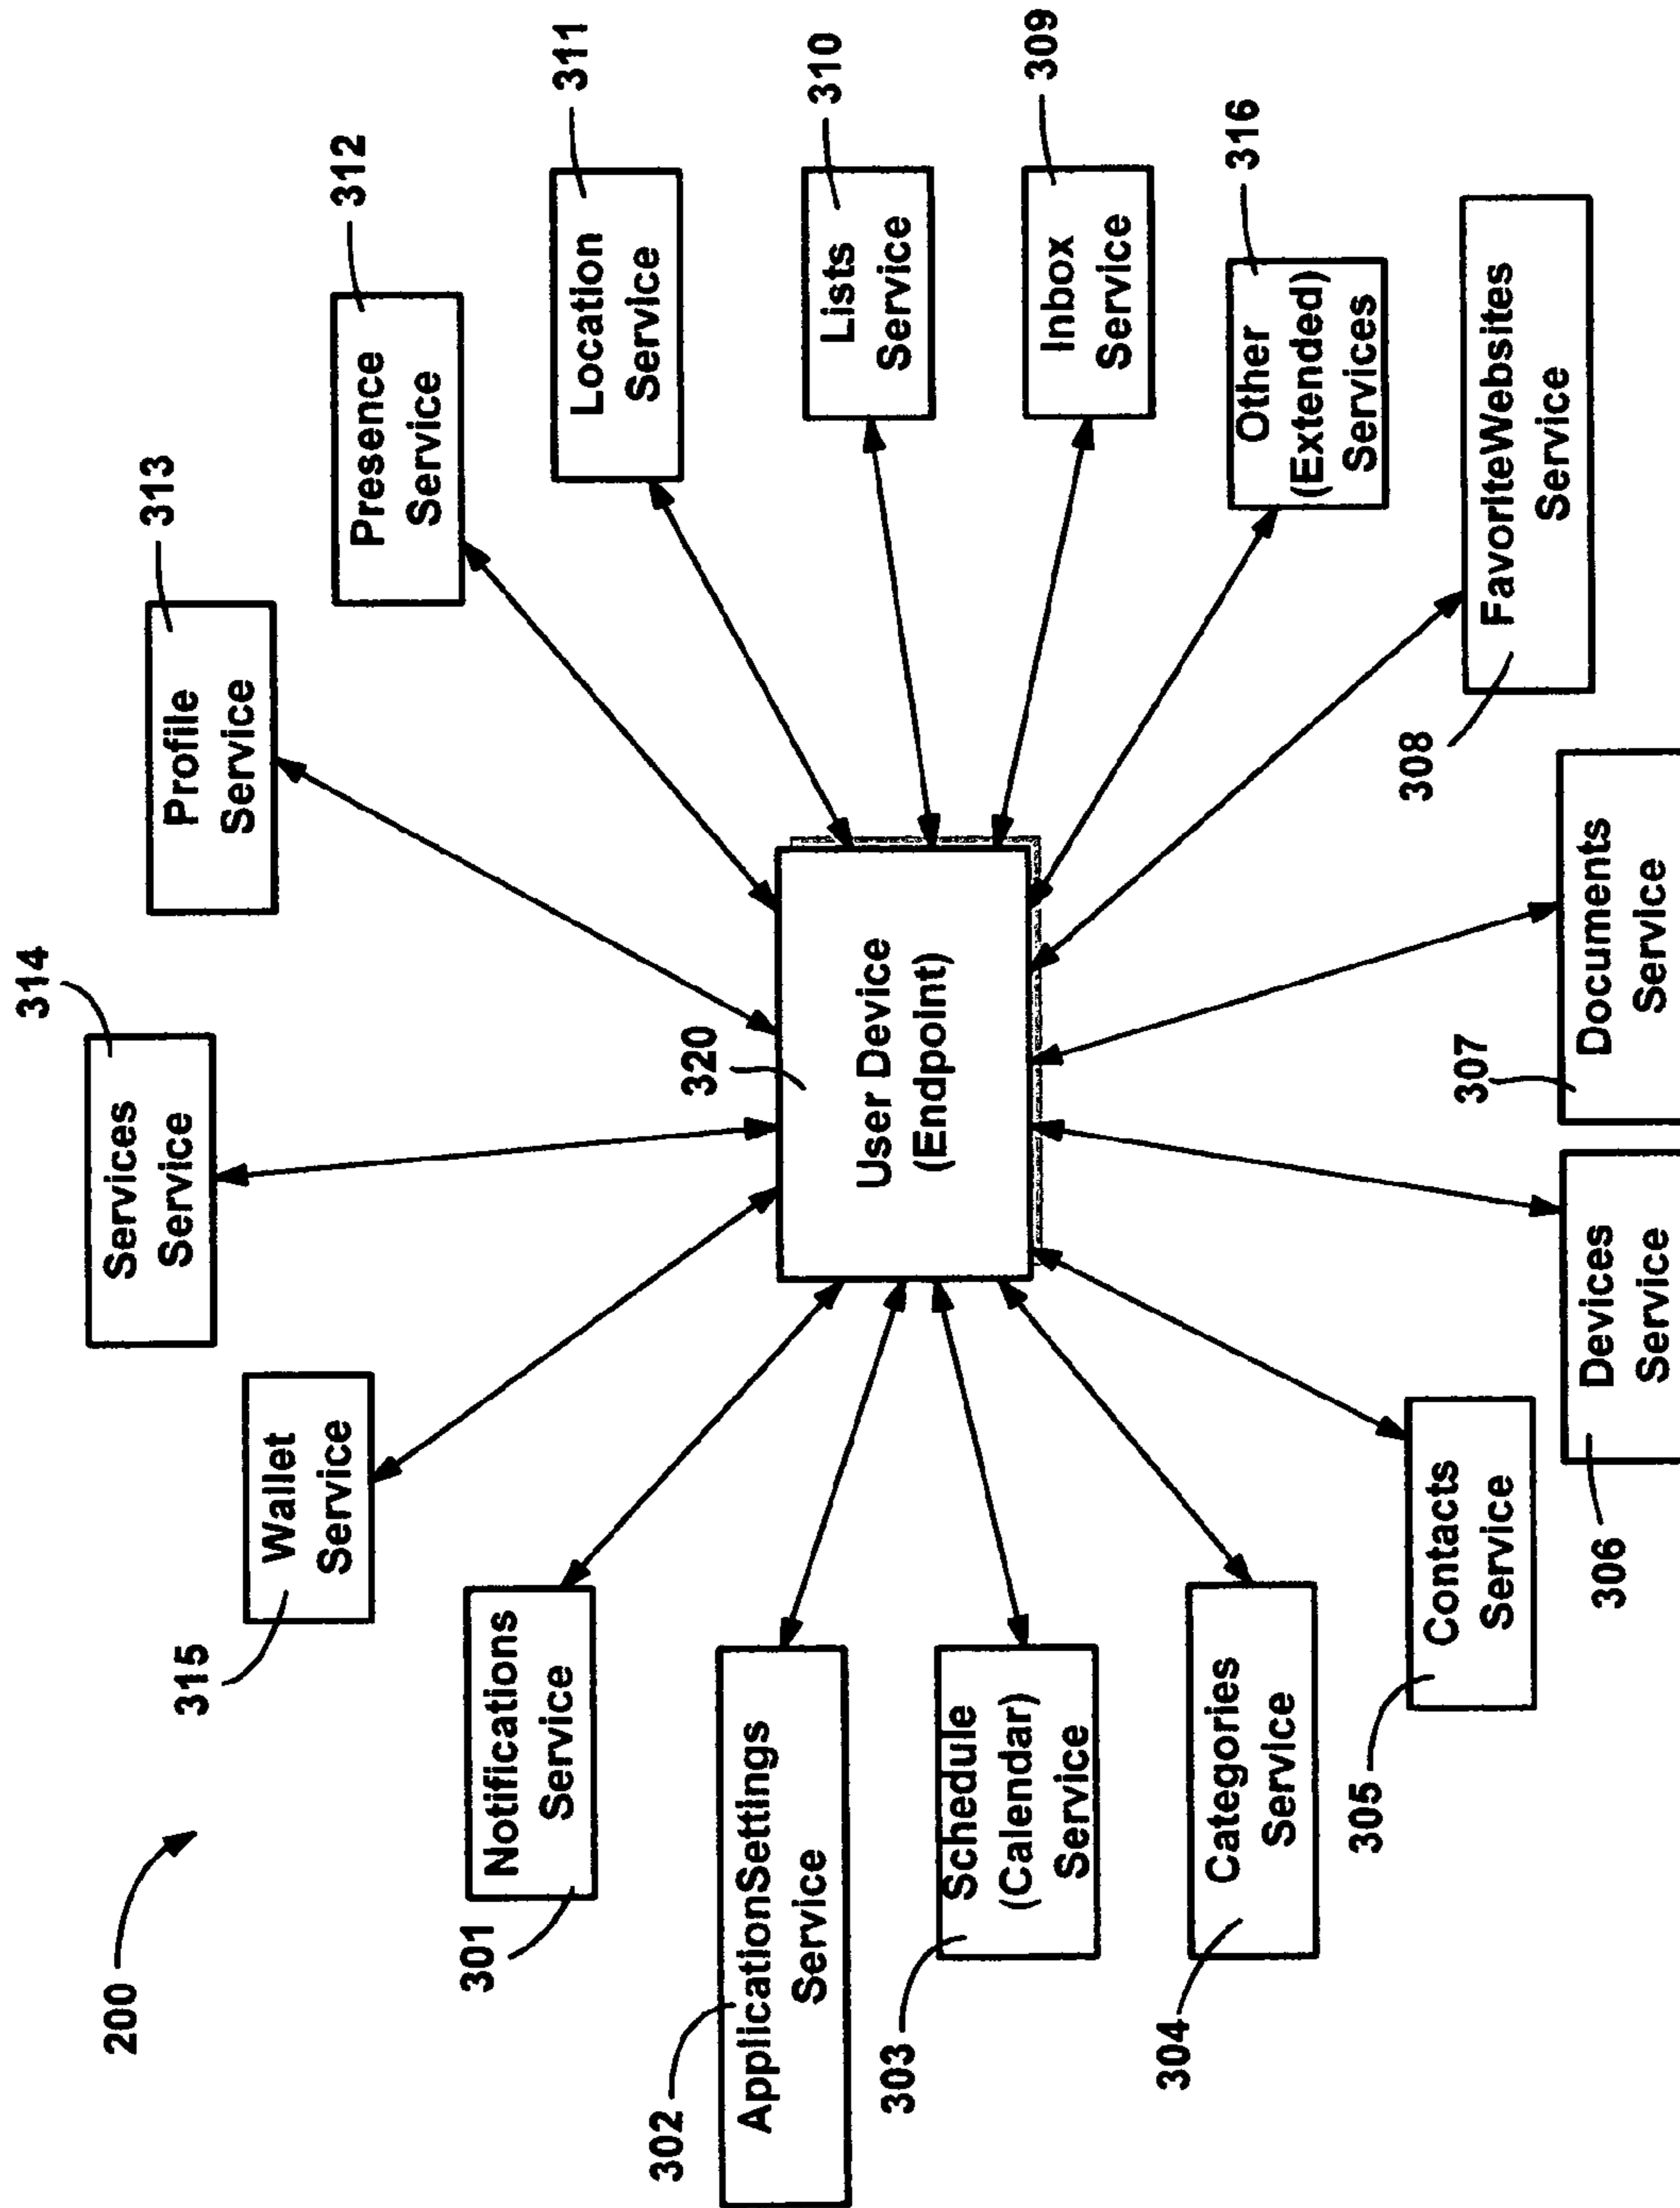 200
314
Services
Service
313
Profile
Service
312
Presence
Service
311
Location
Service
310
Lists
Service
309
Inbox
Service
316
Other
(Extended)
Services
308
FavoriteWebsites
Service
307
Documents
Service
306
Devices
Service
305
Contacts
Service
304
Categories
Service
303
Schedule
(Calendar)
Service
302
ApplicationSettings
Service
301
Notifications
Service
315
Wallet
Service
320
User Device
(Endpoint)